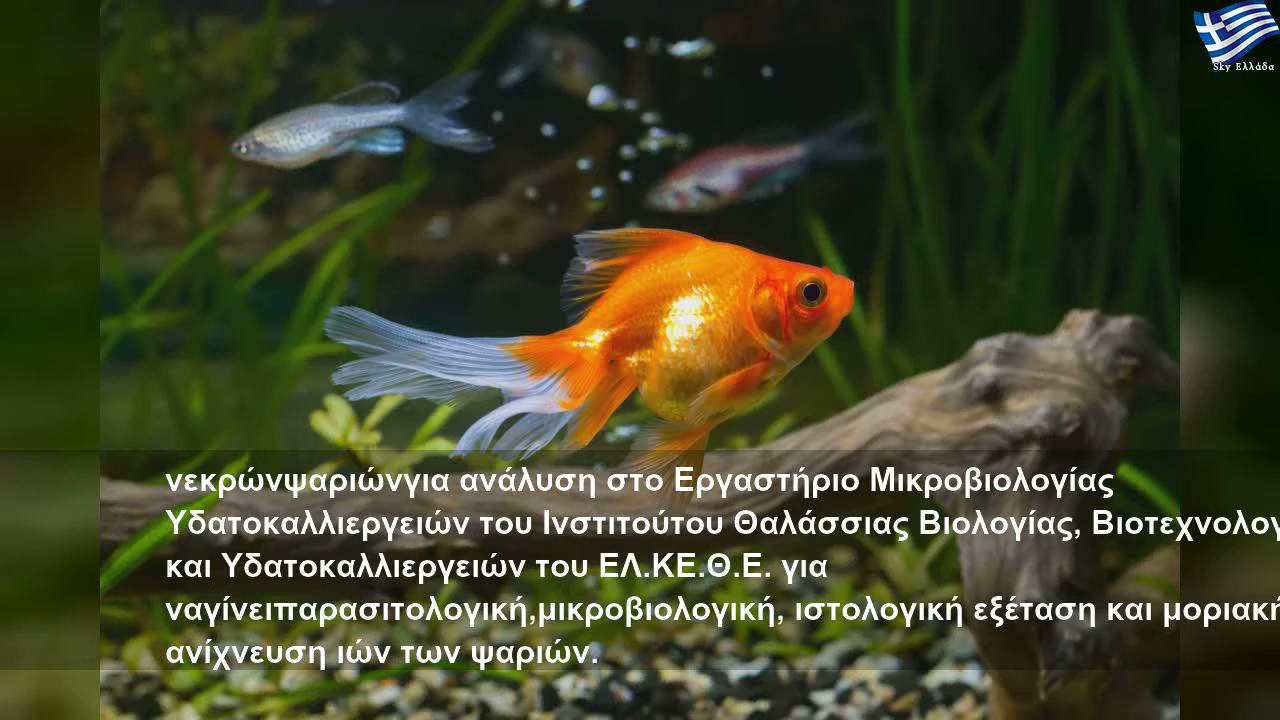 Sky Ελλάδα
νεκρώνψαριώνγια ανάλυση στο Εργαστήριο Μικροβιολογίας
Υδατοκαλλιεργειών του Ινστιτούτου Θαλάσσιας Βιολογίας, Βιοτεχνολογ
και Υδατοκαλλιεργειών του ΕΛ.ΚΕ.Θ.Ε. για
ναγίνειπαρασιτολογική,μικροβιολογική, ιστολογική εξέταση και μοριακή
ανίχνευση ιών των ψαριών.